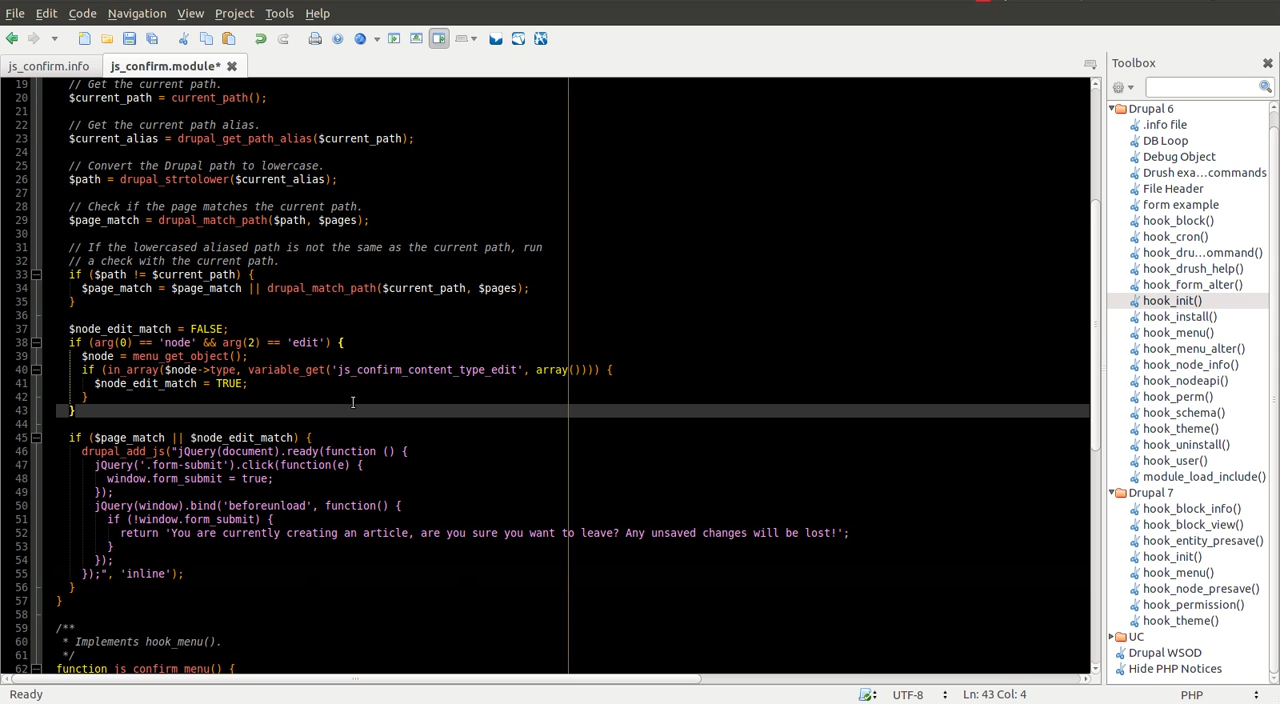 File Edit Code Navigation View Project Tools Help
js_confirm.info js_confirm.module*
19 // Get the current path.
20 $current_path = current_path();
21
22 // Get the current path alias.
23 $current_alias = drupal_get_path_alias($current_path);
24
25 // Convert the Drupal path to lowercase.
26 $path = drupal_strtolower($current_alias);
27
28 // Check if the page matches the current path.
29 $page_match = drupal_match_path($path, $pages);
30
31 // If the lowercased aliased path is not the same as the current path, run
32 // a check with the current path.
33 if ($path != $current_path) {
34 $page_match = $page_match || drupal_match_path($current_path, $pages);
35 }
36
37 $node_edit_match = FALSE;
38 if (arg(0) == 'node' && arg(2) == 'edit') {
39 $node = menu_get_object();
40 if (in_array($node->type, variable_get('js_confirm_content_type_edit', array()))) {
41 $node_edit_match = TRUE;
42 }
43 }
44
45 if ($page_match || $node_edit_match) {
46 drupal_add_js("jQuery(document).ready(function () {
47 jQuery('.form-submit').click(function(e) {
48 window.form_submit = true;
49 });
50 jQuery(window).bind('beforeunload', function() {
51 if (!window.form_submit) {
52 return 'You are currently creating an article, are you sure you want to leave? Any unsaved changes will be lost!';
53 }
54 });
55 });", 'inline');
56 }
57 }
58
59 /**
60 * Implements hook_menu().
61 */
62 function js_confirm_menu() {
Toolbox
Drupal 6
.info file
DB Loop
Debug Object
Drush exa...commands
File Header
form example
hook_block()
hook_cron()
hook_dru...ommand()
hook_drush_help()
hook_form_alter()
hook_init()
hook_install()
hook_menu()
hook_menu_alter()
hook_node_info()
hook_nodeapi()
hook_perm()
hook_schema()
hook_theme()
hook_uninstall()
hook_user()
module_load_include()
Drupal 7
hook_block_info()
hook_block_view()
hook_entity_presave()
hook_init()
hook_menu()
hook_node_presave()
hook_permission()
hook_theme()
UC
Drupal WSOD
Hide PHP Notices
Ready UTF-8 Ln: 43 Col: 4 PHP